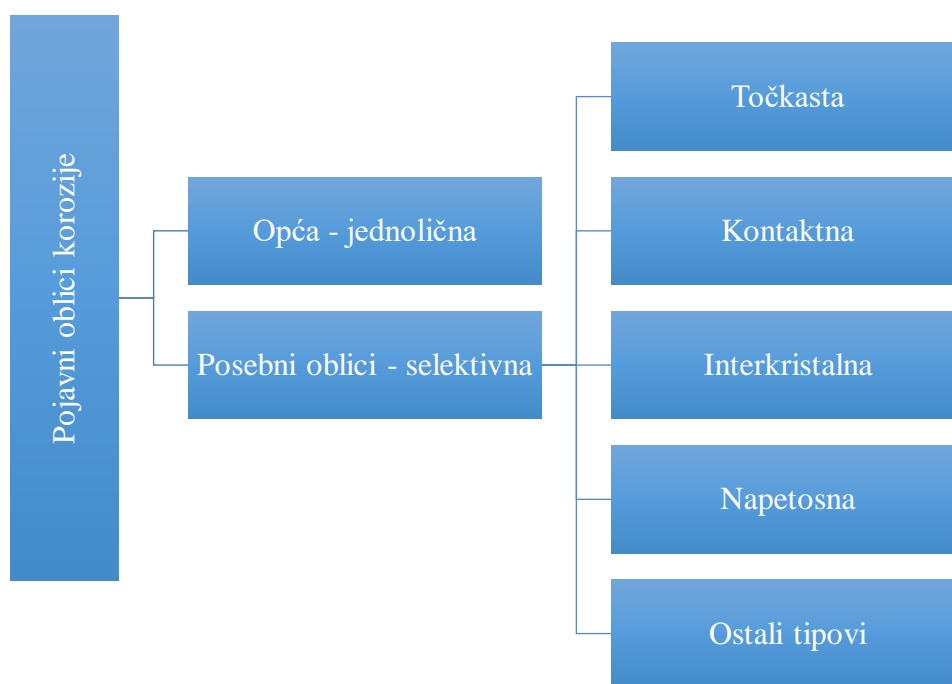 Pojavni oblici korozije
Opća - jednolična
Posebni oblici - selektivna
Točkasta
Kontaktna
Interkristalna
Napetosna
Ostali tipovi